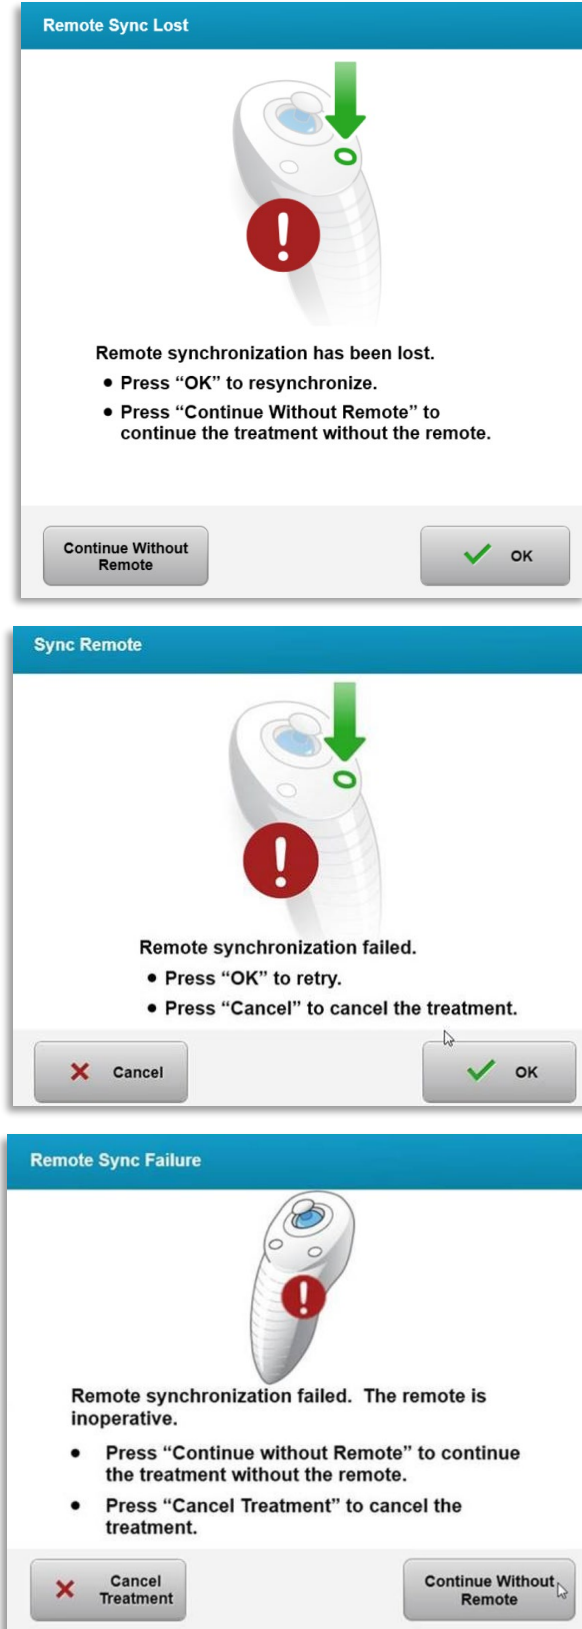 Remote Sync Lost
Remote synchronization has been lost.
• Press “OK” to resynchronize.
• Press “Continue Without Remote” to
continue the treatment without the remote.
Continue Without
Remote
OK
Sync Remote
Remote synchronization failed.
• Press “OK” to retry.
• Press “Cancel” to cancel the treatment.
Cancel
OK
Remote Sync Failure
Remote synchronization failed.  The remote is
inoperative.
• Press “Continue without Remote” to continue
the treatment without the remote.
• Press “Cancel Treatment” to cancel the
treatment.
Cancel
Treatment
Continue Without
Remote